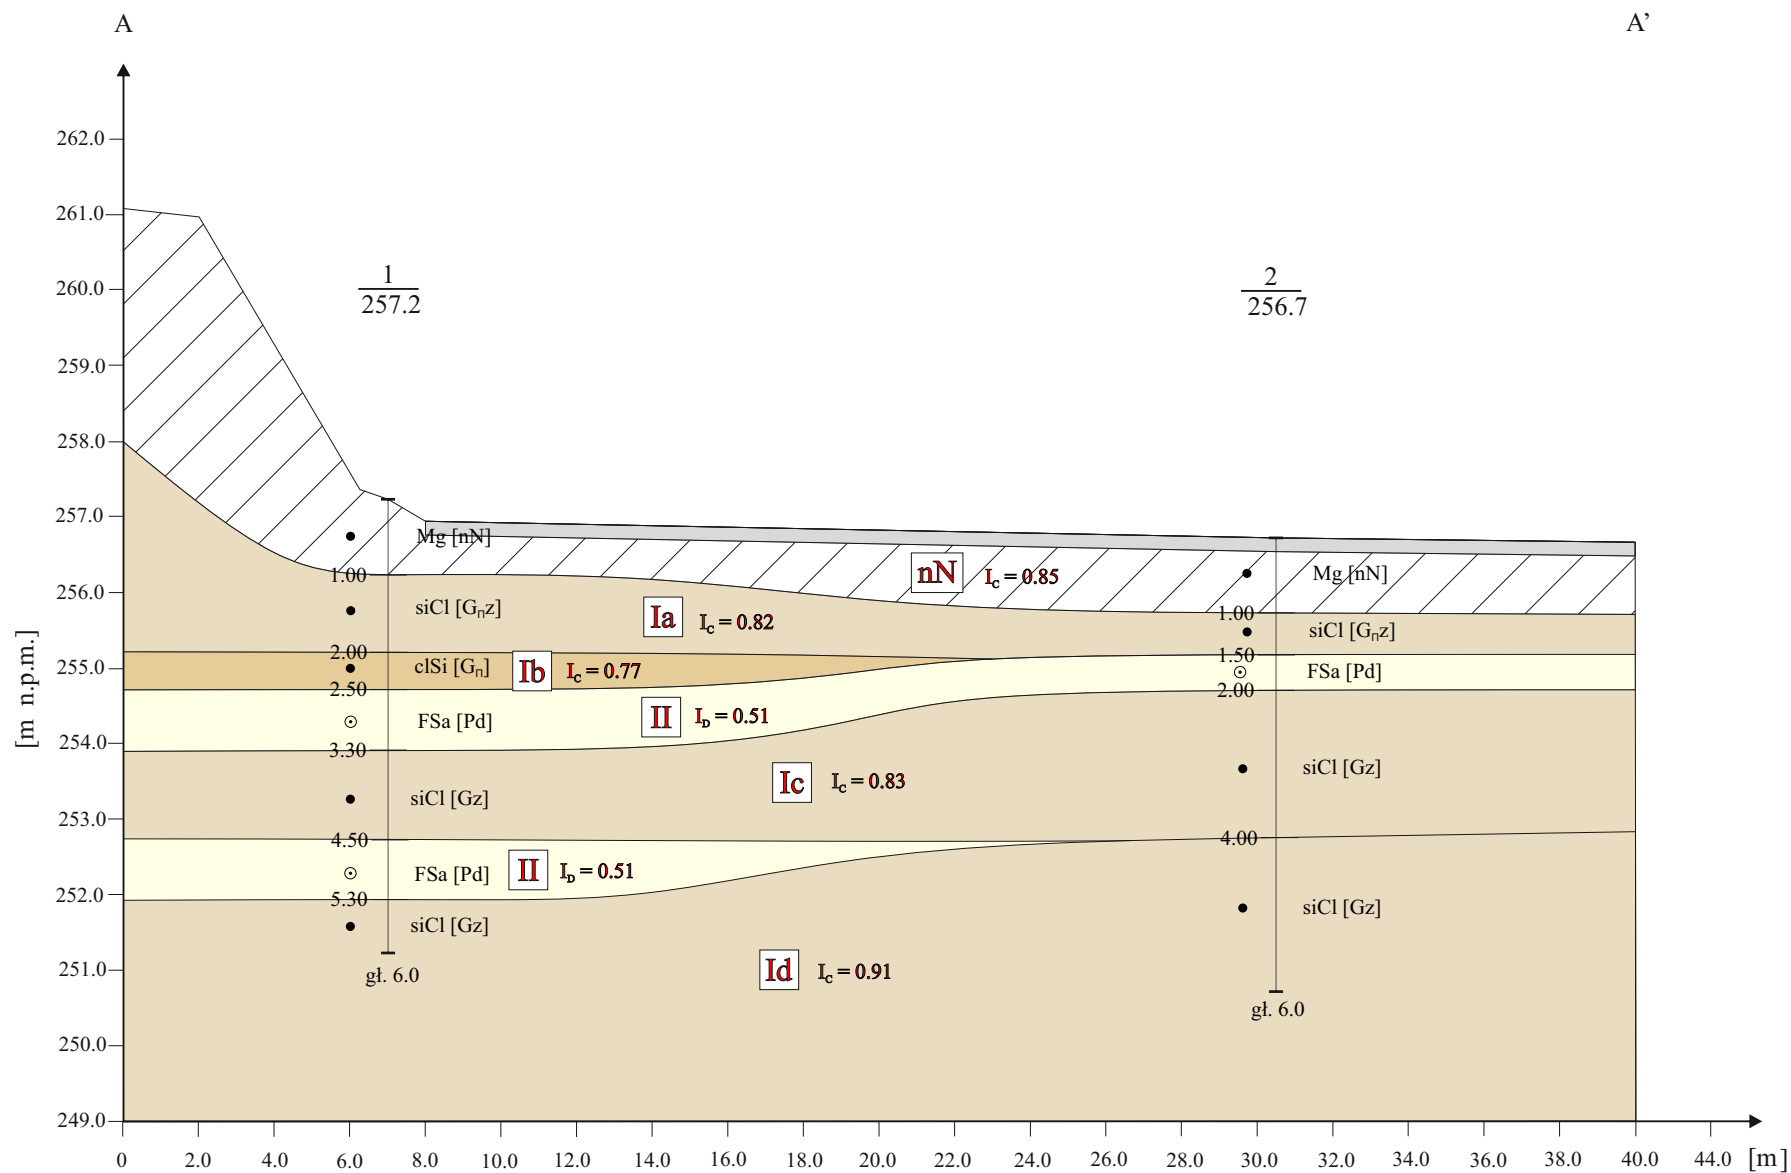 A
A’
262.0
261.0
260.0
259.0
258.0
257.0
256.0
255.0
254.0
253.0
252.0
251.0
250.0
249.0
[m n.p.m.]
1
257.2
2
256.7
Mg [nN]
1.00
siCl [Gπz]
2.00
clSi [Gπ]
2.50
FSa [Pd]
3.30
siCl [Gz]
4.50
FSa [Pd]
5.30
siCl [Gz]
gł. 6.0
nN IC = 0.85
Ia IC = 0.82
Ib IC = 0.77
II ID = 0.51
Ic IC = 0.83
II ID = 0.51
Id IC = 0.91
Mg [nN]
1.00
siCl [Gπz]
1.50
FSa [Pd]
2.00
siCl [Gz]
4.00
siCl [Gz]
gł. 6.0
0 2.0 4.0 6.0 8.0 10.0 12.0 14.0 16.0 18.0 20.0 22.0 24.0 26.0 28.0 30.0 32.0 34.0 36.0 38.0 40.0 42.0 44.0 [m]